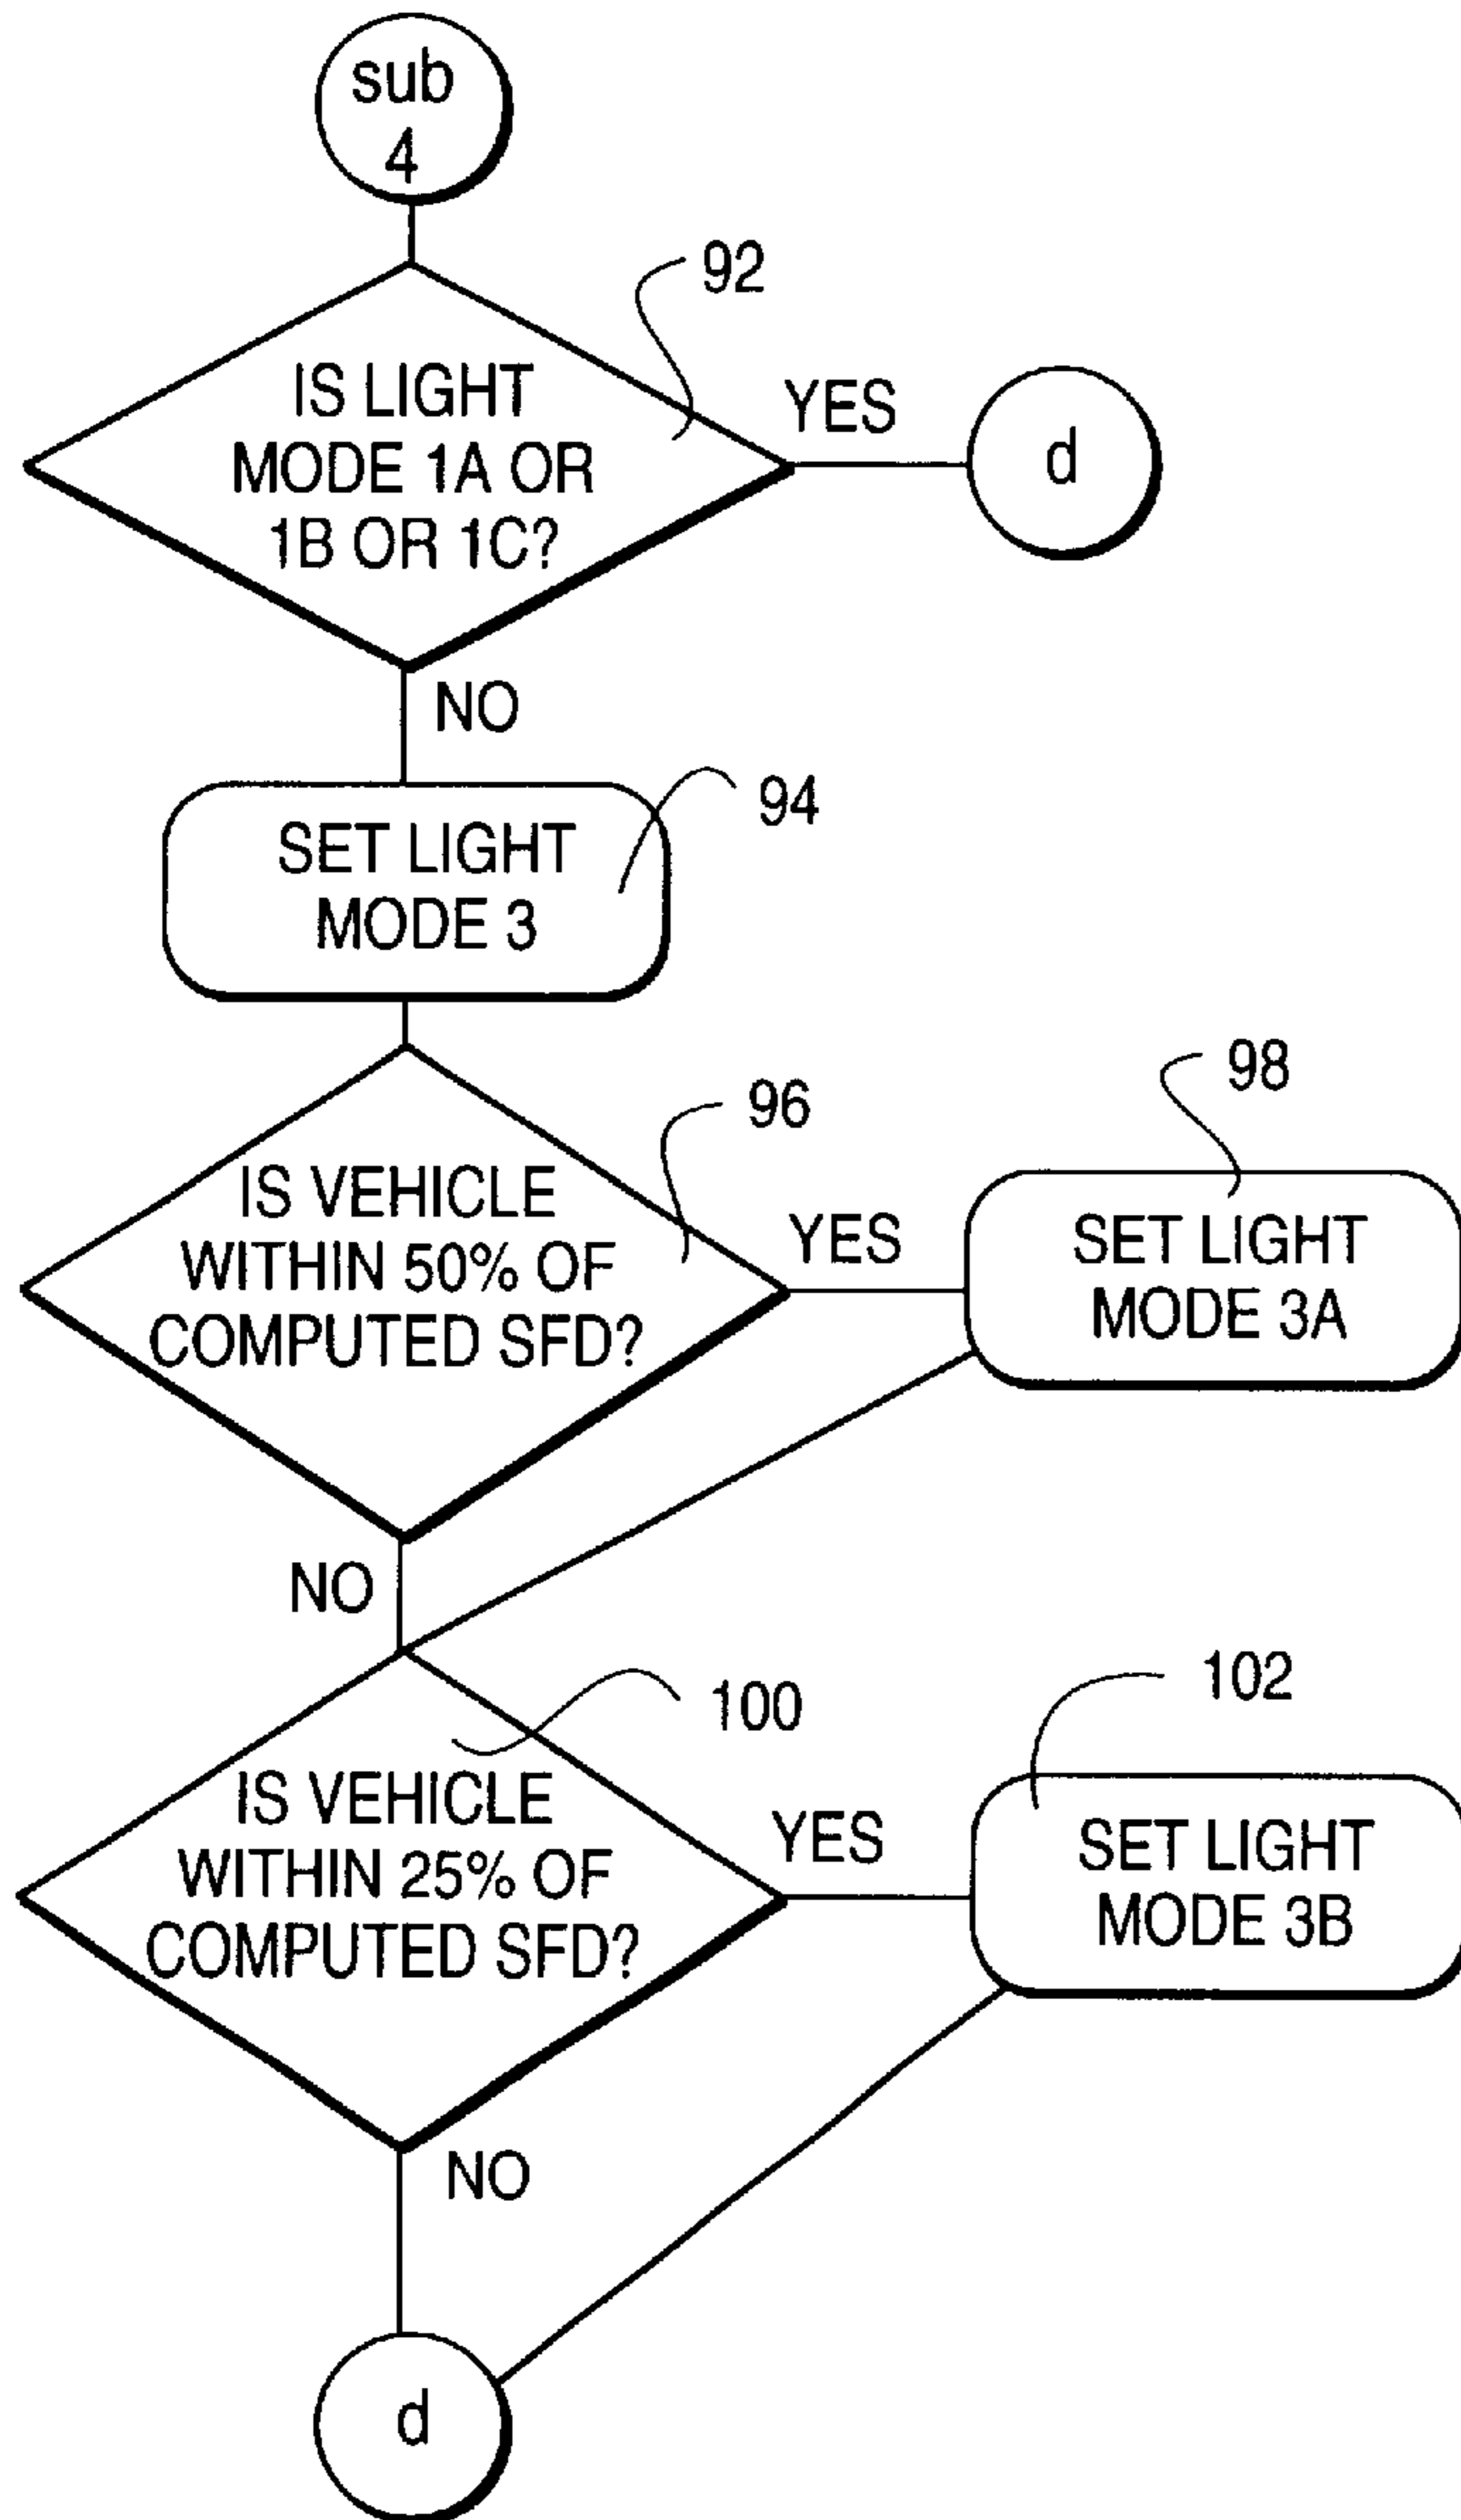 sub
4
92
IS LIGHT
MODE 1A OR
1B OR 1C?
YES
d
NO
94
SET LIGHT
MODE 3
96
98
IS VEHICLE
WITHIN 50% OF
COMPUTED SFD?
YES
SET LIGHT
MODE 3A
NO
100
102
IS VEHICLE
WITHIN 25% OF
COMPUTED SFD?
YES
SET LIGHT
MODE 3B
NO
d